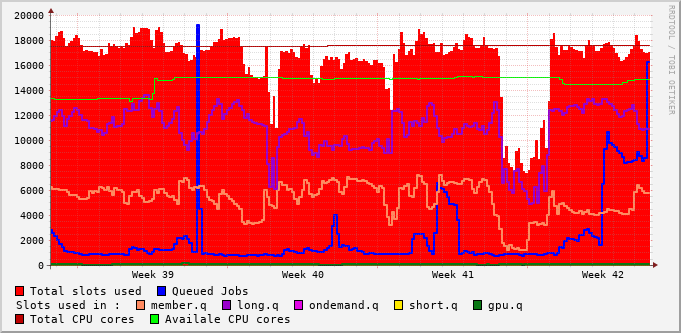 RRDTOOL / TOBI OETIKER
20000
18000
16000
14000
12000
10000
8000
6000
4000
2000
0
Week 39 Week 40 Week 41 Week 42
Total slots used Queued Jobs
Slots used in : member.q long.q ondemand.q short.q gpu.q
Total CPU cores Availale CPU cores